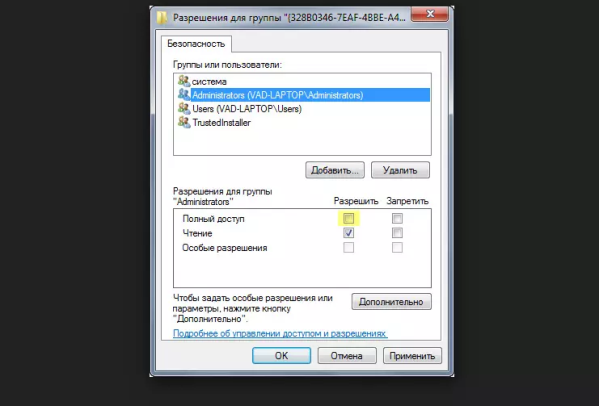 Разрешения для группы "{328B0346-7EAF-4BBE-A4...
Безопасность
Группы или пользователи:
система
Administrators (VAD-LAPTOP\Administrators)
Users (VAD-LAPTOP\Users)
TrustedInstaller
Добавить... Удалить
Разрешения для группы
"Administrators" Разрешить Запретить
Полный доступ
Чтение
Особые разрешения
Чтобы задать особые разрешения или
параметры, нажмите кнопку
"Дополнительно". Дополнительно
Подробнее об управлении доступом и разрешениях
ОК Отмена Применить